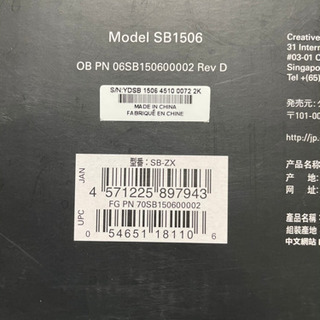 Model SB1506
OB PN 06SB150600002 Rev D
S/N:YDSB 1506 4510 0072 2K
MADE IN CHINA
FABRIQUÉ EN CHINE
型番: SB-ZX
JAN
4 571225 897943
FG PN 70SB150600002
UPC
0 54651 18110 6
Creative
31 Intern
#03-01 C
Singapo
Tel +(65)
発売元:
〒101-00
http://jp.
产品名称
产 地:
网 址:
產品名
組裝產地
中文網站